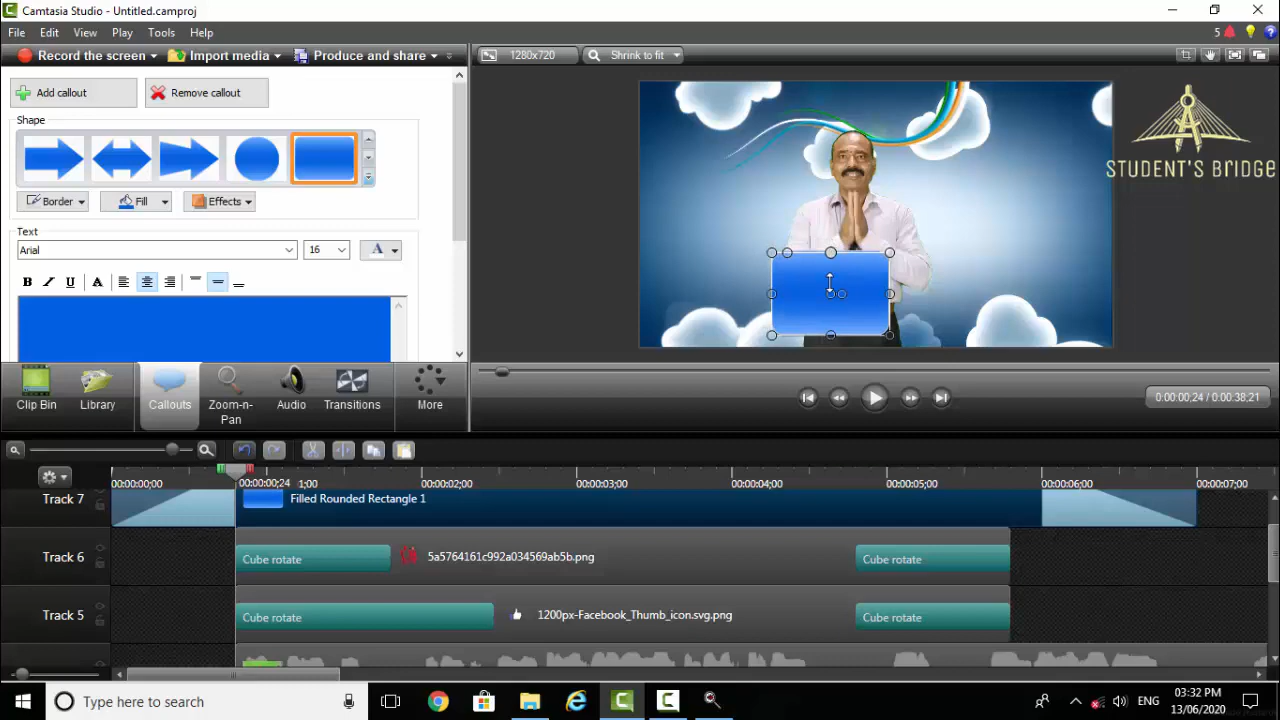 Camtasia Studio - Untitled.camproj
File Edit View Play Tools Help
5
Record the screen Import media Produce and share
1280x720 Shrink to fit
Add callout Remove callout
Shape
Border Fill Effects
Text
Arial 16 A
B I U
STUDENT'S BRIDGE
Clip Bin Library Callouts Zoom-n-Pan Audio Transitions More
0:00:00;24 / 0:00:38;21
00:00:00;00 00:00:00;24 1;00 00:00:02;00 00:00:03;00 00:00:04;00 00:00:05;00 00:00:06;00 00:00:07;00
Track 7 Filled Rounded Rectangle 1
Track 6 Cube rotate 5a5764161c992a034569ab5b.png Cube rotate
Track 5 Cube rotate 1200px-Facebook_Thumb_icon.svg.png Cube rotate
Type here to search
ENG
03:32 PM
13/06/2020